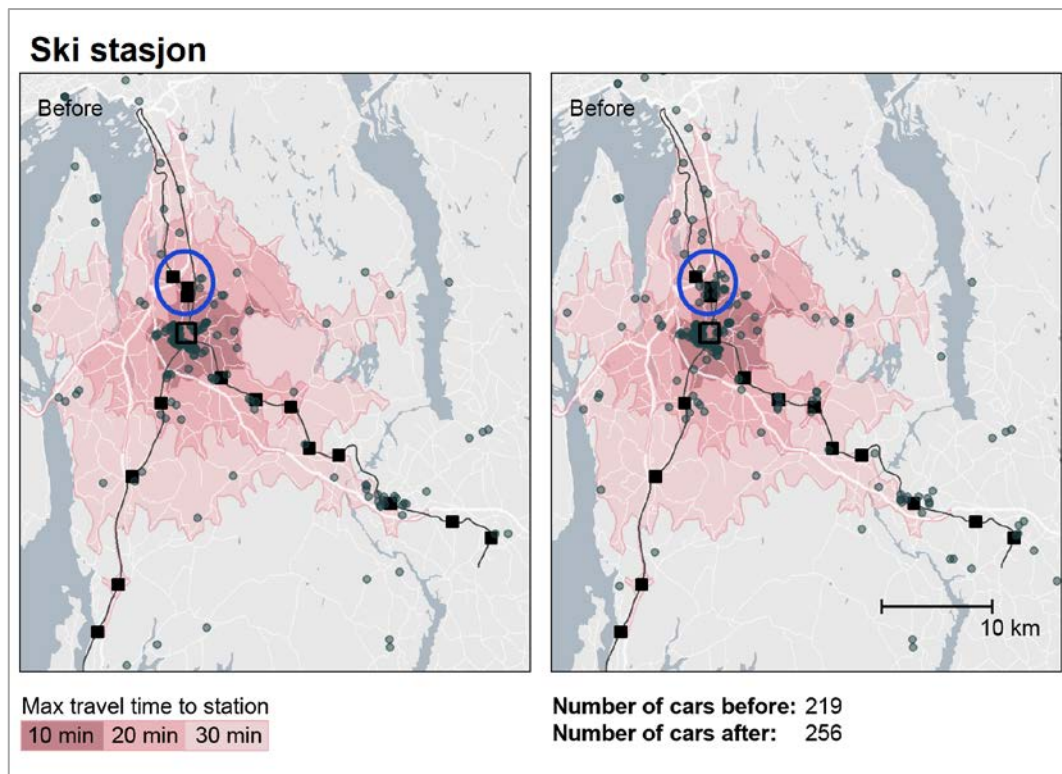 Ski stasjon
Before
Before
10 km
Max travel time to station
10 min 20 min 30 min
Number of cars before: 219
Number of cars after: 256